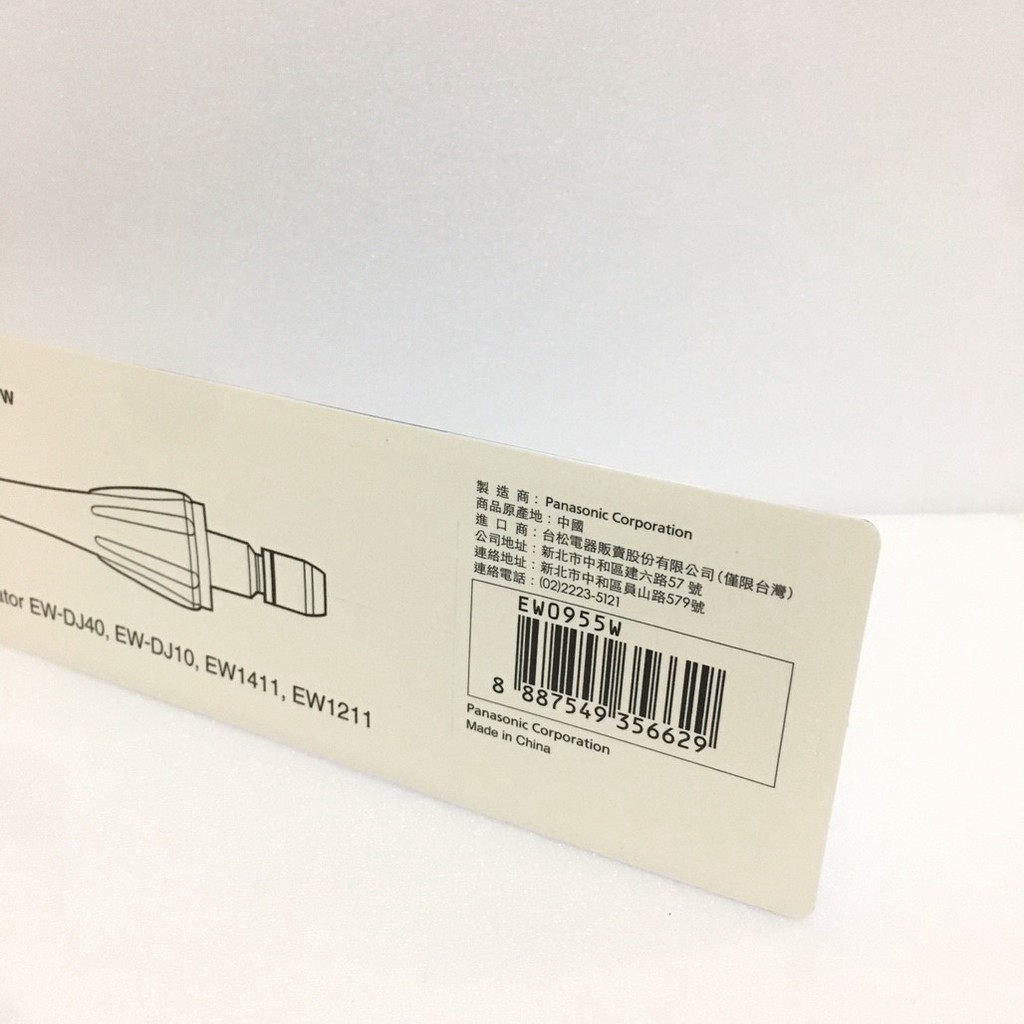 ator EW-DJ40, EW-DJ10, EW1411, EW1211
製造商：Panasonic Corporation
商品原產地：中國
進口商：台松電器販賣股份有限公司（僅限台灣）
公司地址：新北市中和區建六路57號
連絡地址：新北市中和區員山路579號
連絡電話：(02)2223-5121
EW0955W
8 887549 356629
Panasonic Corporation
Made in China